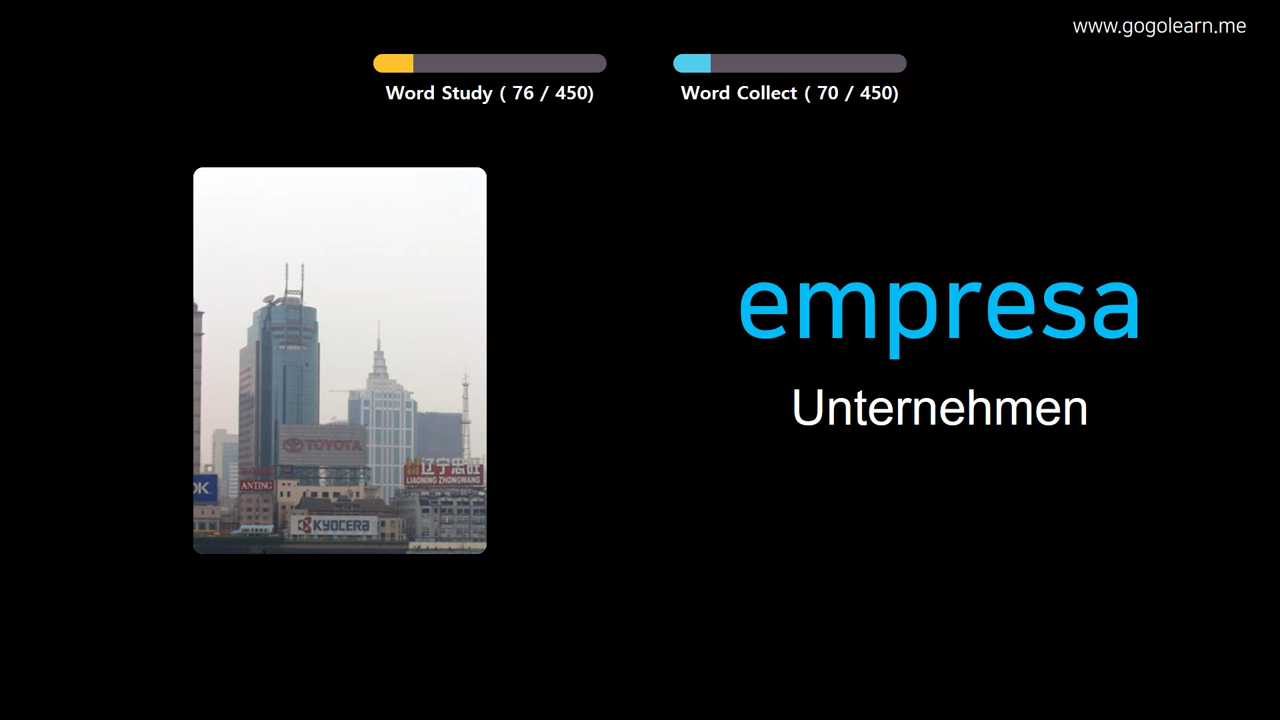 www.gogolearn.me
Word Study ( 76 / 450)
Word Collect ( 70 / 450)
empresa
Unternehmen
TOYOTA
辽宁忠旺
LIAONING ZHONGWANG
ANTING
KYOCERA